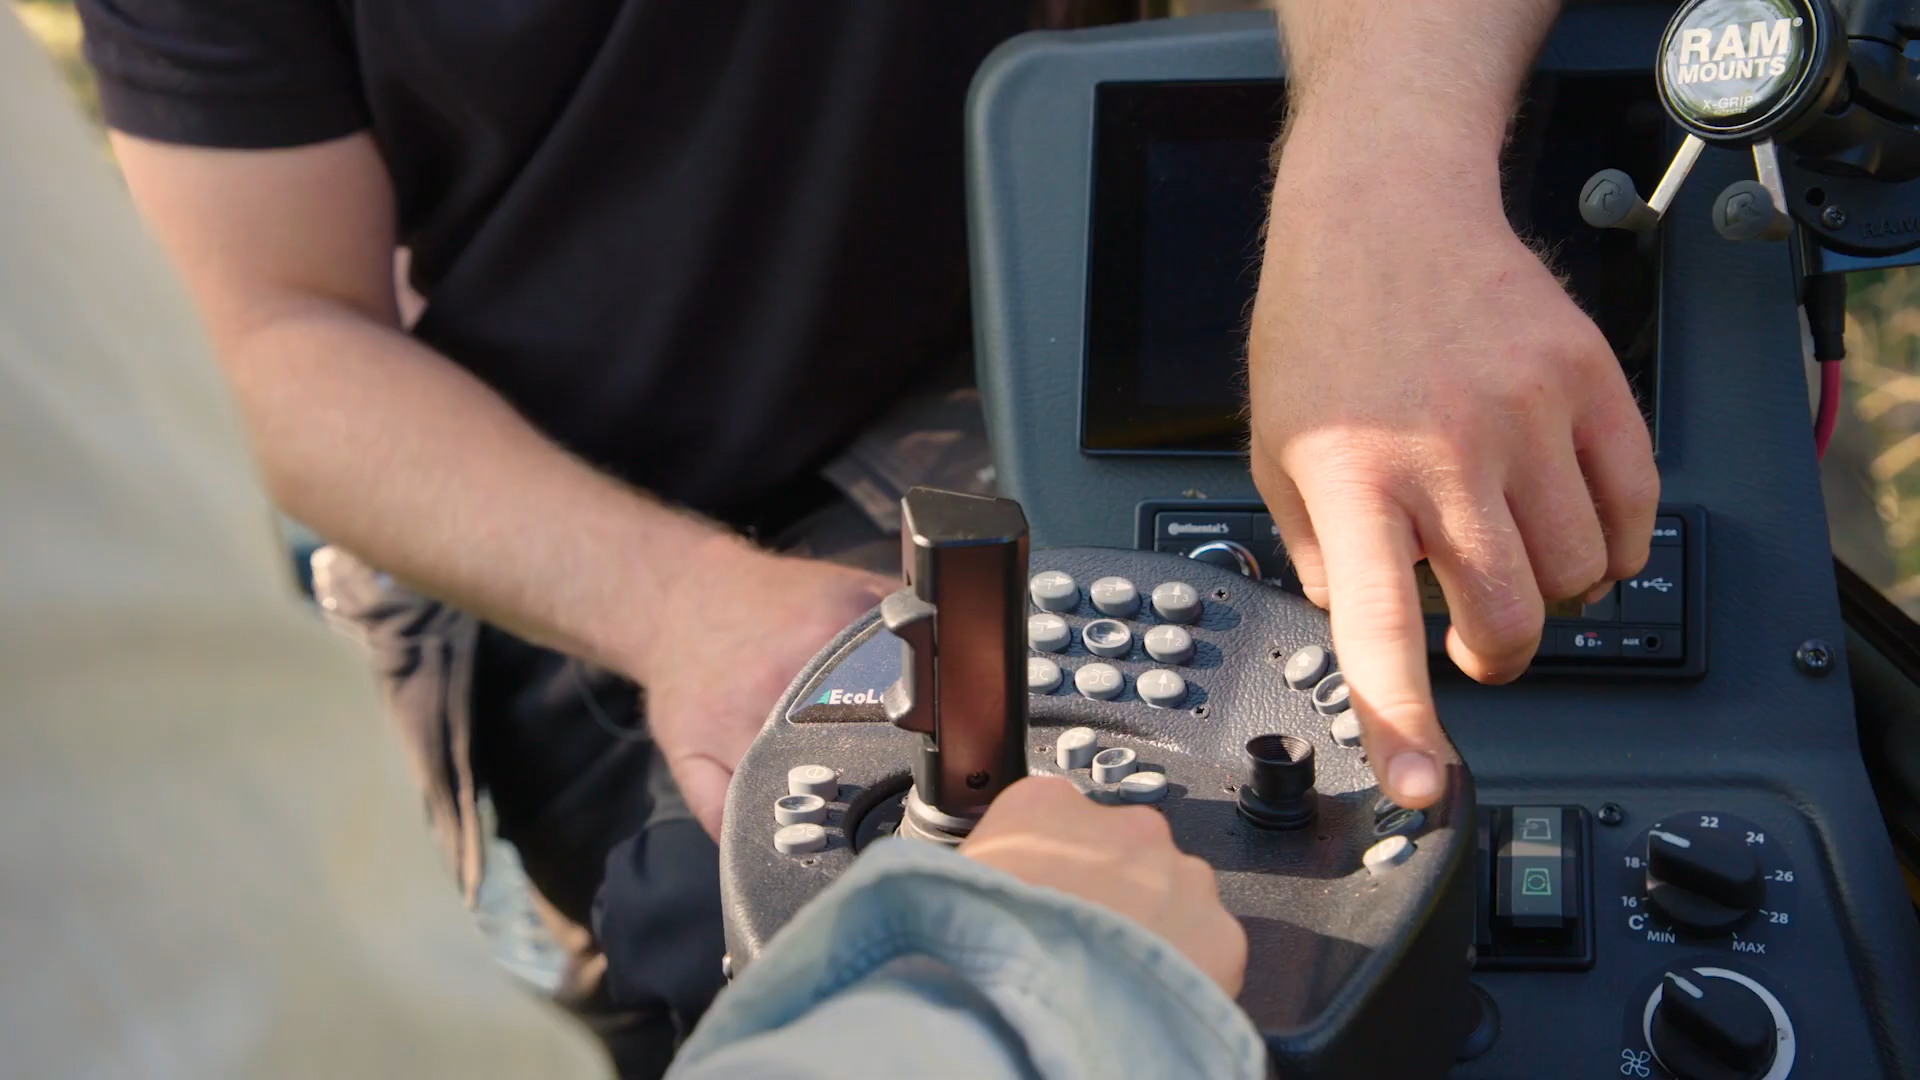 RAM®
MOUNTS
X-GRIP
Continental
EcoLo
6 D+
AUX
22
24
18
26
16
28
C°
MIN
MAX